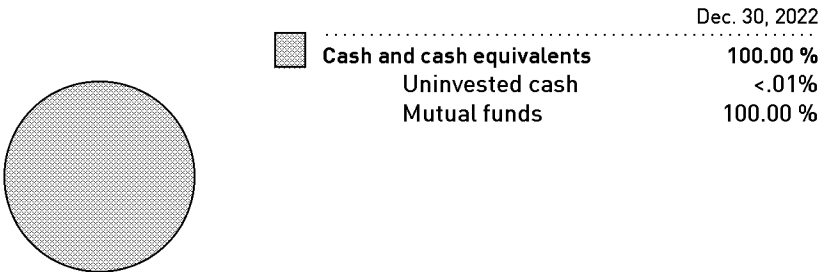 Dec. 30, 2022
Cash and cash equivalents 100.00 %
Uninvested cash <.01%
Mutual funds 100.00 %